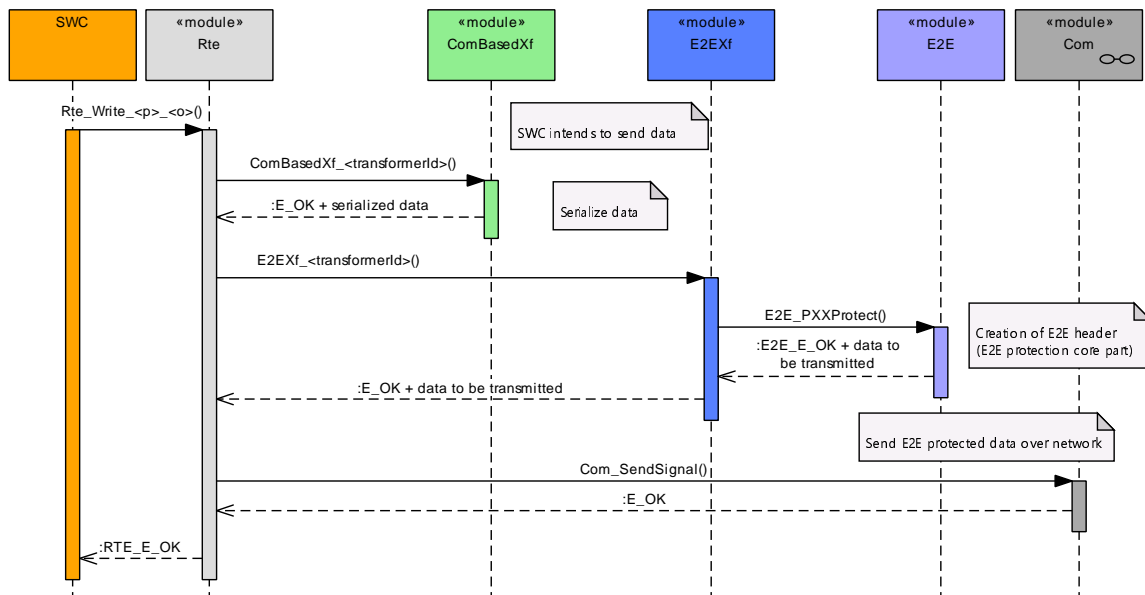 SWC
«module»
Rte
«module»
ComBasedXf
«module»
E2EXf
«module»
E2E
«module»
Com
Rte_Write_<p>_<o>()
SWC intends to send data
ComBasedXf_<transformerId>()
:E_OK + serialized data
Serialize data
E2EXf_<transformerId>()
E2E_PXXProtect()
Creation of E2E header
(E2E protection core part)
:E2E_E_OK + data to
be transmitted
:E_OK + data to be transmitted
Send E2E protected data over network
Com_SendSignal()
:E_OK
:RTE_E_OK